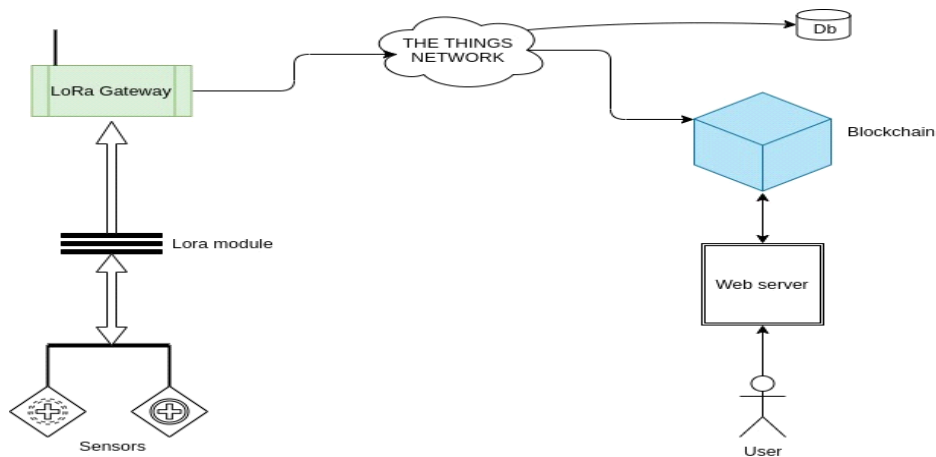 THE THINGS
NETWORK
Db
LoRa Gateway
Blockchain
Lora module
Web server
Sensors
User